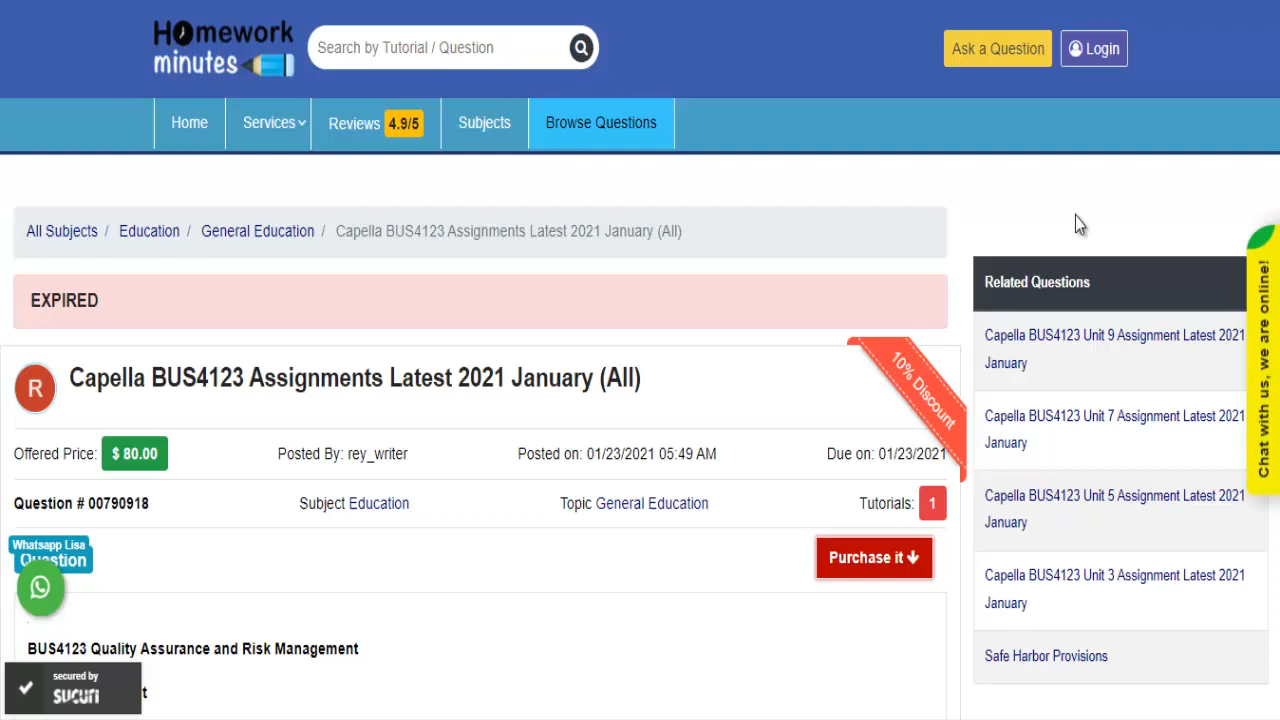 Homework
minutes
Search by Tutorial / Question
Ask a Question
Login
Home
Services
Reviews 4.9/5
Subjects
Browse Questions
All Subjects / Education / General Education / Capella BUS4123 Assignments Latest 2021 January (All)
EXPIRED
R
Capella BUS4123 Assignments Latest 2021 January (All)
10% Discount
Offered Price: $ 80.00
Posted By: rey_writer
Posted on: 01/23/2021 05:49 AM
Due on: 01/23/2021
Question # 00790918
Subject Education
Topic General Education
Tutorials: 1
Whatsapp Lisa
Question
Purchase it
BUS4123 Quality Assurance and Risk Management
secured by
sucuri
t
Related Questions
Capella BUS4123 Unit 9 Assignment Latest 2021
January
Capella BUS4123 Unit 7 Assignment Latest 2021
January
Capella BUS4123 Unit 5 Assignment Latest 2021
January
Capella BUS4123 Unit 3 Assignment Latest 2021
January
Safe Harbor Provisions
Chat with us, we are online!